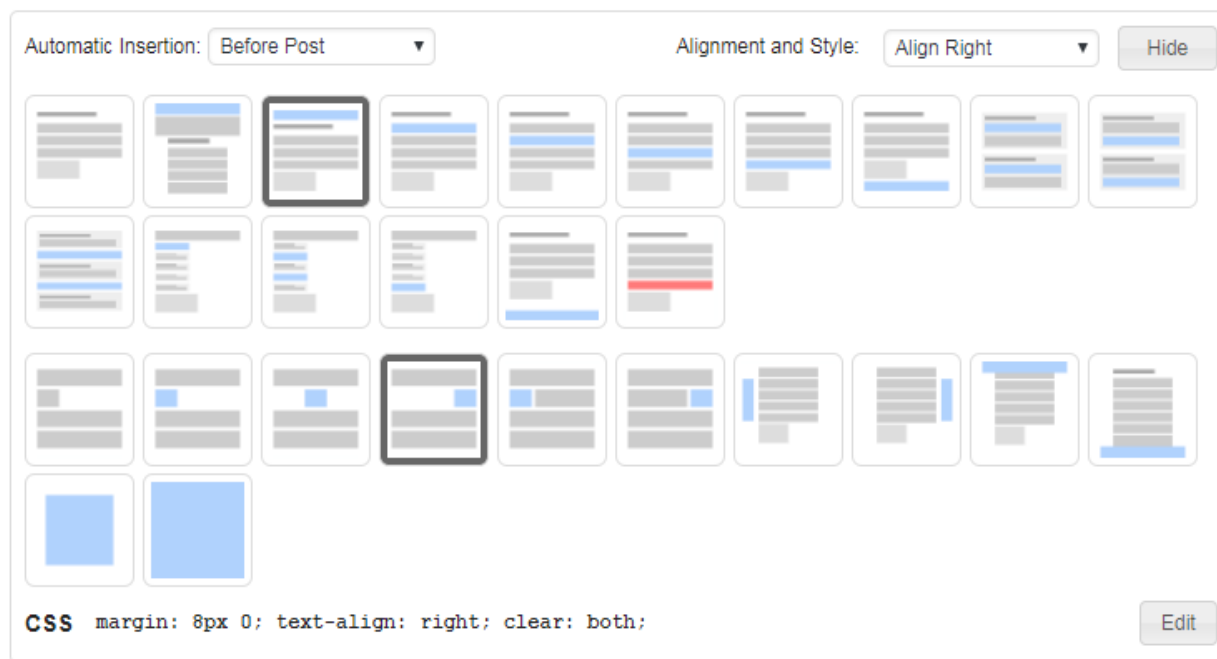 Automatic Insertion: Before Post Alignment and Style: Align Right Hide
CSS margin: 8px 0; text-align: right; clear: both; Edit